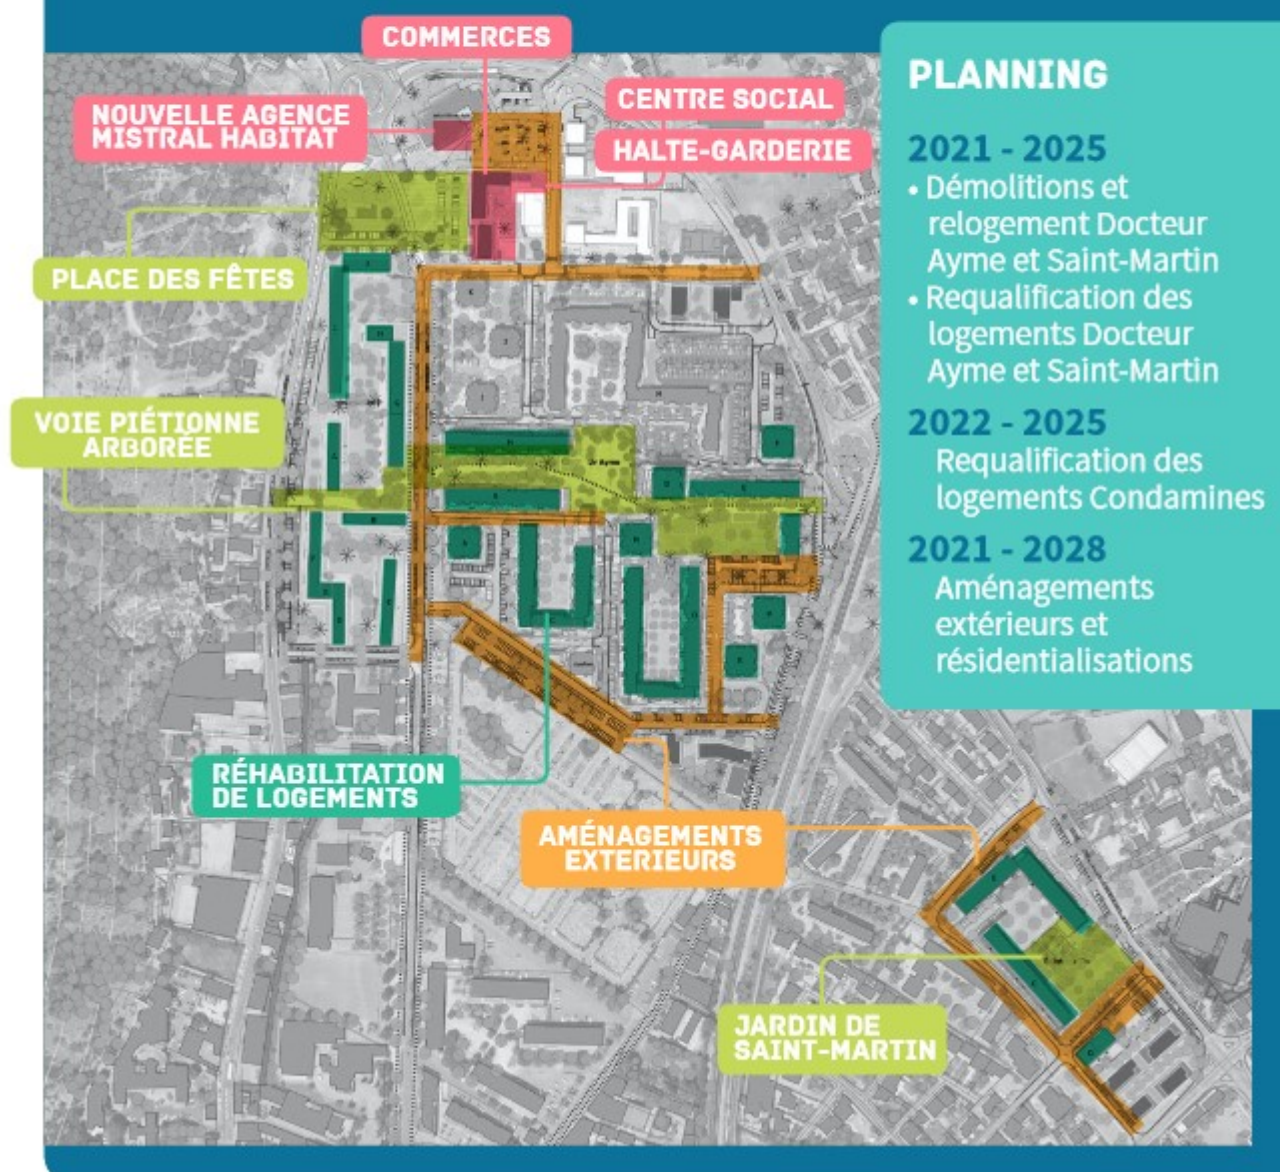 COMMERCES
NOUVELLE AGENCE
MISTRAL HABITAT
CENTRE SOCIAL
HALTE-GARDERIE
PLACE DES FÊTES
VOIE PIÉTIONNE
ARBORÉE
Dr Ayme
RÉHABILITATION
DE LOGEMENTS
AMÉNAGEMENTS
EXTERIEURS
JARDIN DE
SAINT-MARTIN
PLANNING
2021 - 2025
• Démolitions et
relogement Docteur
Ayme et Saint-Martin
• Requalification des
logements Docteur
Ayme et Saint-Martin
2022 - 2025
Requalification des
logements Condamines
2021 - 2028
Aménagements
extérieurs et
résidentialisations